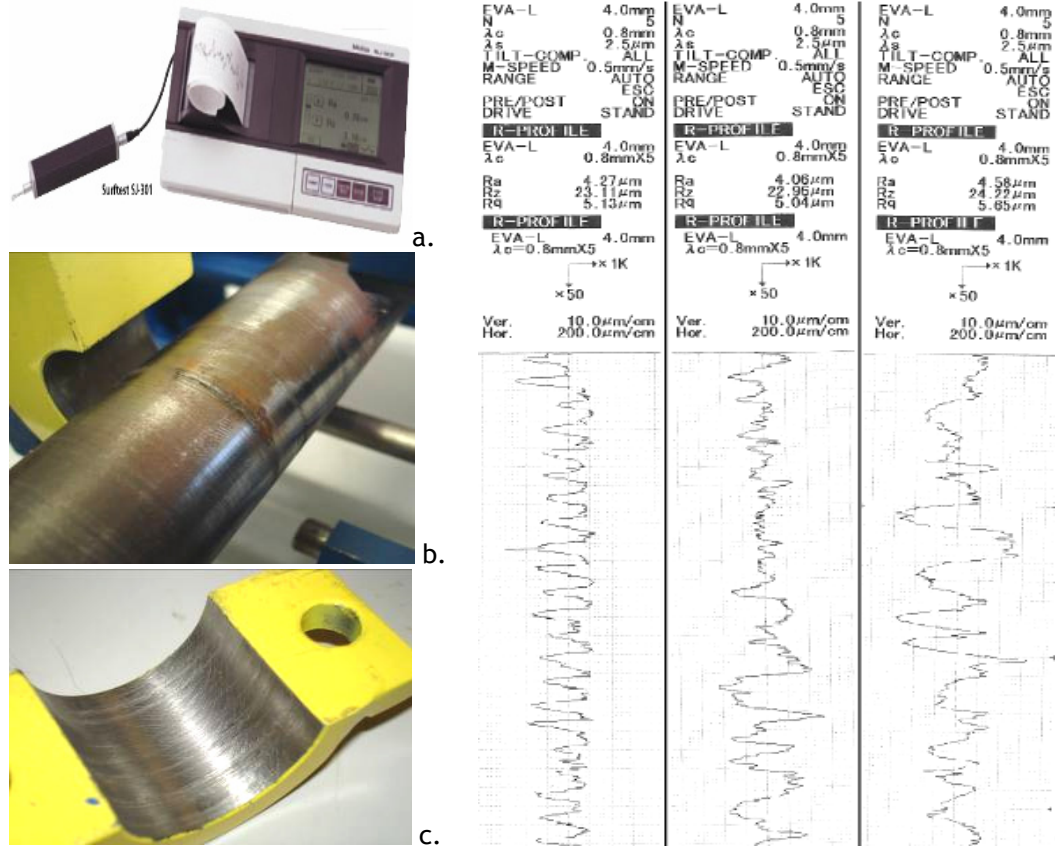 Surftest SJ-301
a.
b.
c.
EVA-L 4.0mm
N 5
λc 0.8mm
λs 2.5μm
TILT-COMP. ALL
M-SPEED 0.5mm/s
RANGE AUTO
ESC
PRE/POST ON
DRIVE STAND
R-PROFILE
EVA-L 4.0mm
λc 0.8mmX5
Ra 4.27μm
Rz 23.11μm
Rq 5.13μm
R-PROFILE
EVA-L 4.0mm
λc=0.8mmX5
×1K
×50
Ver. 10.0μm/cm
Hor. 200.0μm/cm
EVA-L 4.0mm
N 5
λc 0.8mm
λs 2.5μm
TILT-COMP. ALL
M-SPEED 0.5mm/s
RANGE AUTO
ESC
PRE/POST ON
DRIVE STAND
R-PROFILE
EVA-L 4.0mm
λc 0.8mmX5
Ra 4.06μm
Rz 22.95μm
Rq 5.04μm
R-PROFILE
EVA-L 4.0mm
λc=0.8mmX5
×1K
×50
Ver. 10.0μm/cm
Hor. 200.0μm/cm
EVA-L 4.0mm
N 5
λc 0.8mm
λs 2.5μm
TILT-COMP. ALL
M-SPEED 0.5mm/s
RANGE AUTO
ESC
PRE/POST ON
DRIVE STAND
R-PROFILE
EVA-L 4.0mm
λc 0.8mmX5
Ra 4.58μm
Rz 24.22μm
Rq 5.65μm
R-PROFILE
EVA-L 4.0mm
λc=0.8mmX5
×1K
×50
Ver. 10.0μm/cm
Hor. 200.0μm/cm